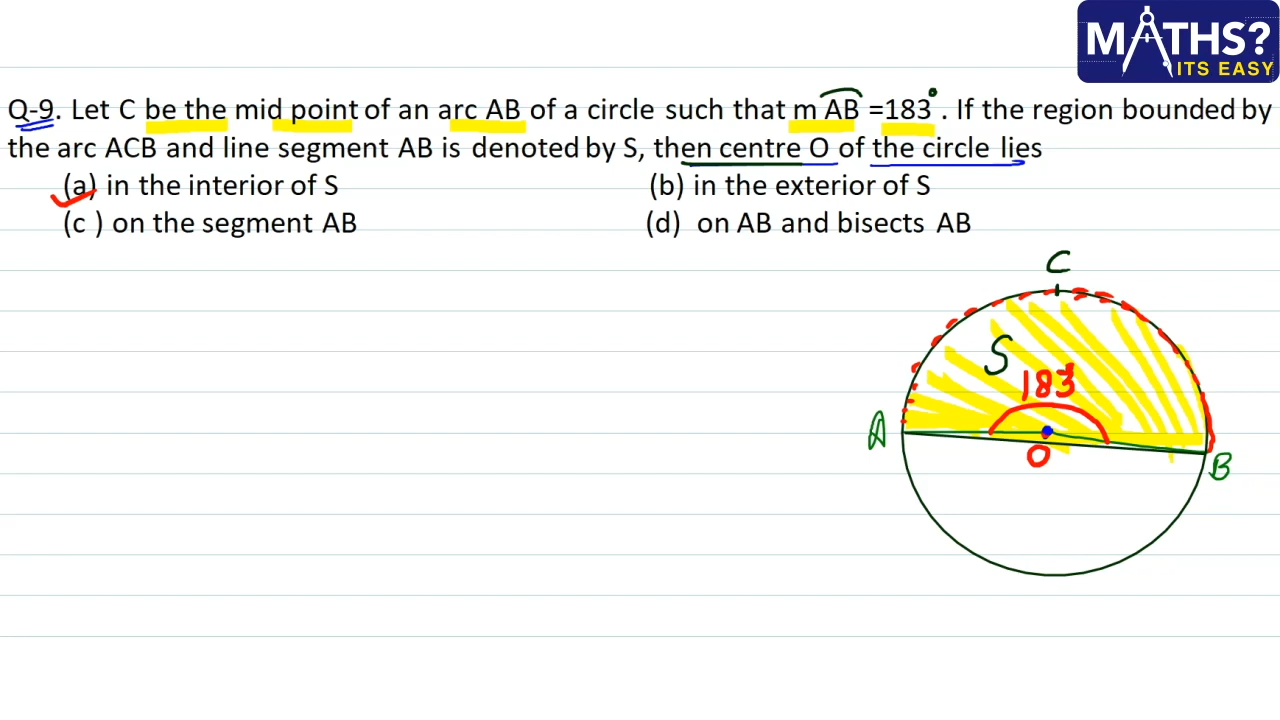 MATHS?
ITS EASY
Q-9. Let C be the mid point of an arc AB of a circle such that m AB =183° . If the region bounded by
the arc ACB and line segment AB is denoted by S, then centre O of the circle lies
(a) in the interior of S (b) in the exterior of S
(c ) on the segment AB (d) on AB and bisects AB
C
S
183°
A
O
B